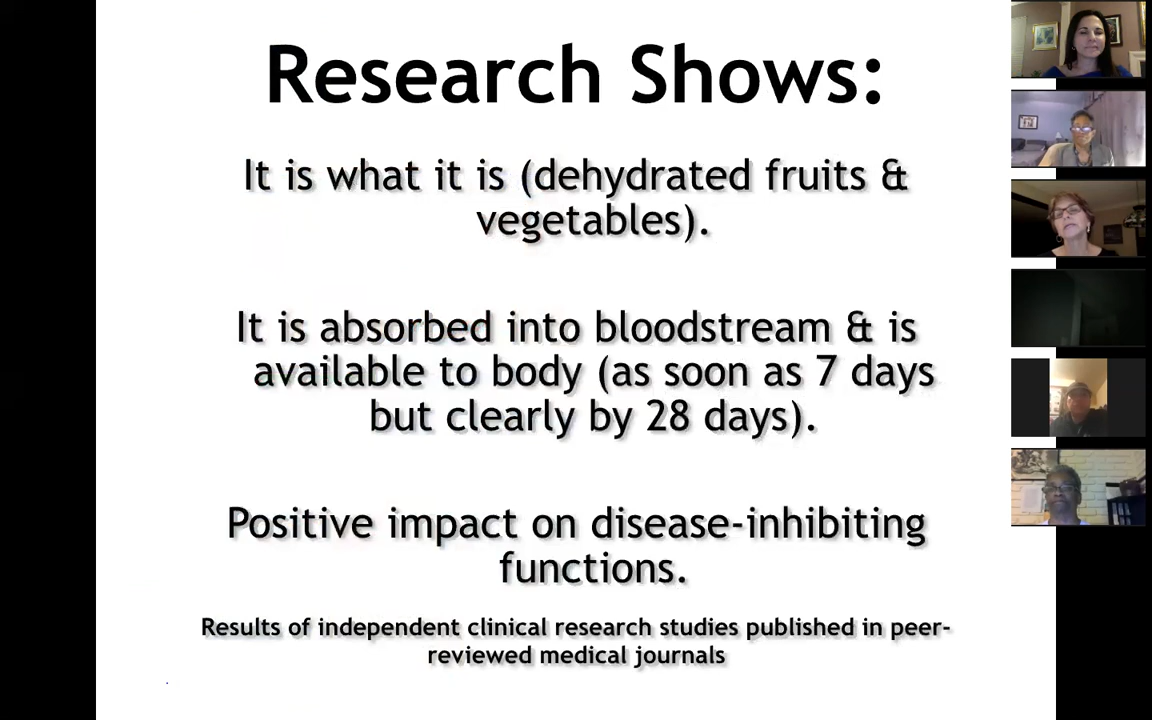 Research Shows:
It is what it is (dehydrated fruits &
vegetables).
It is absorbed into bloodstream & is
available to body (as soon as 7 days
but clearly by 28 days).
Positive impact on disease-inhibiting
functions.
Results of independent clinical research studies published in peer-
reviewed medical journals